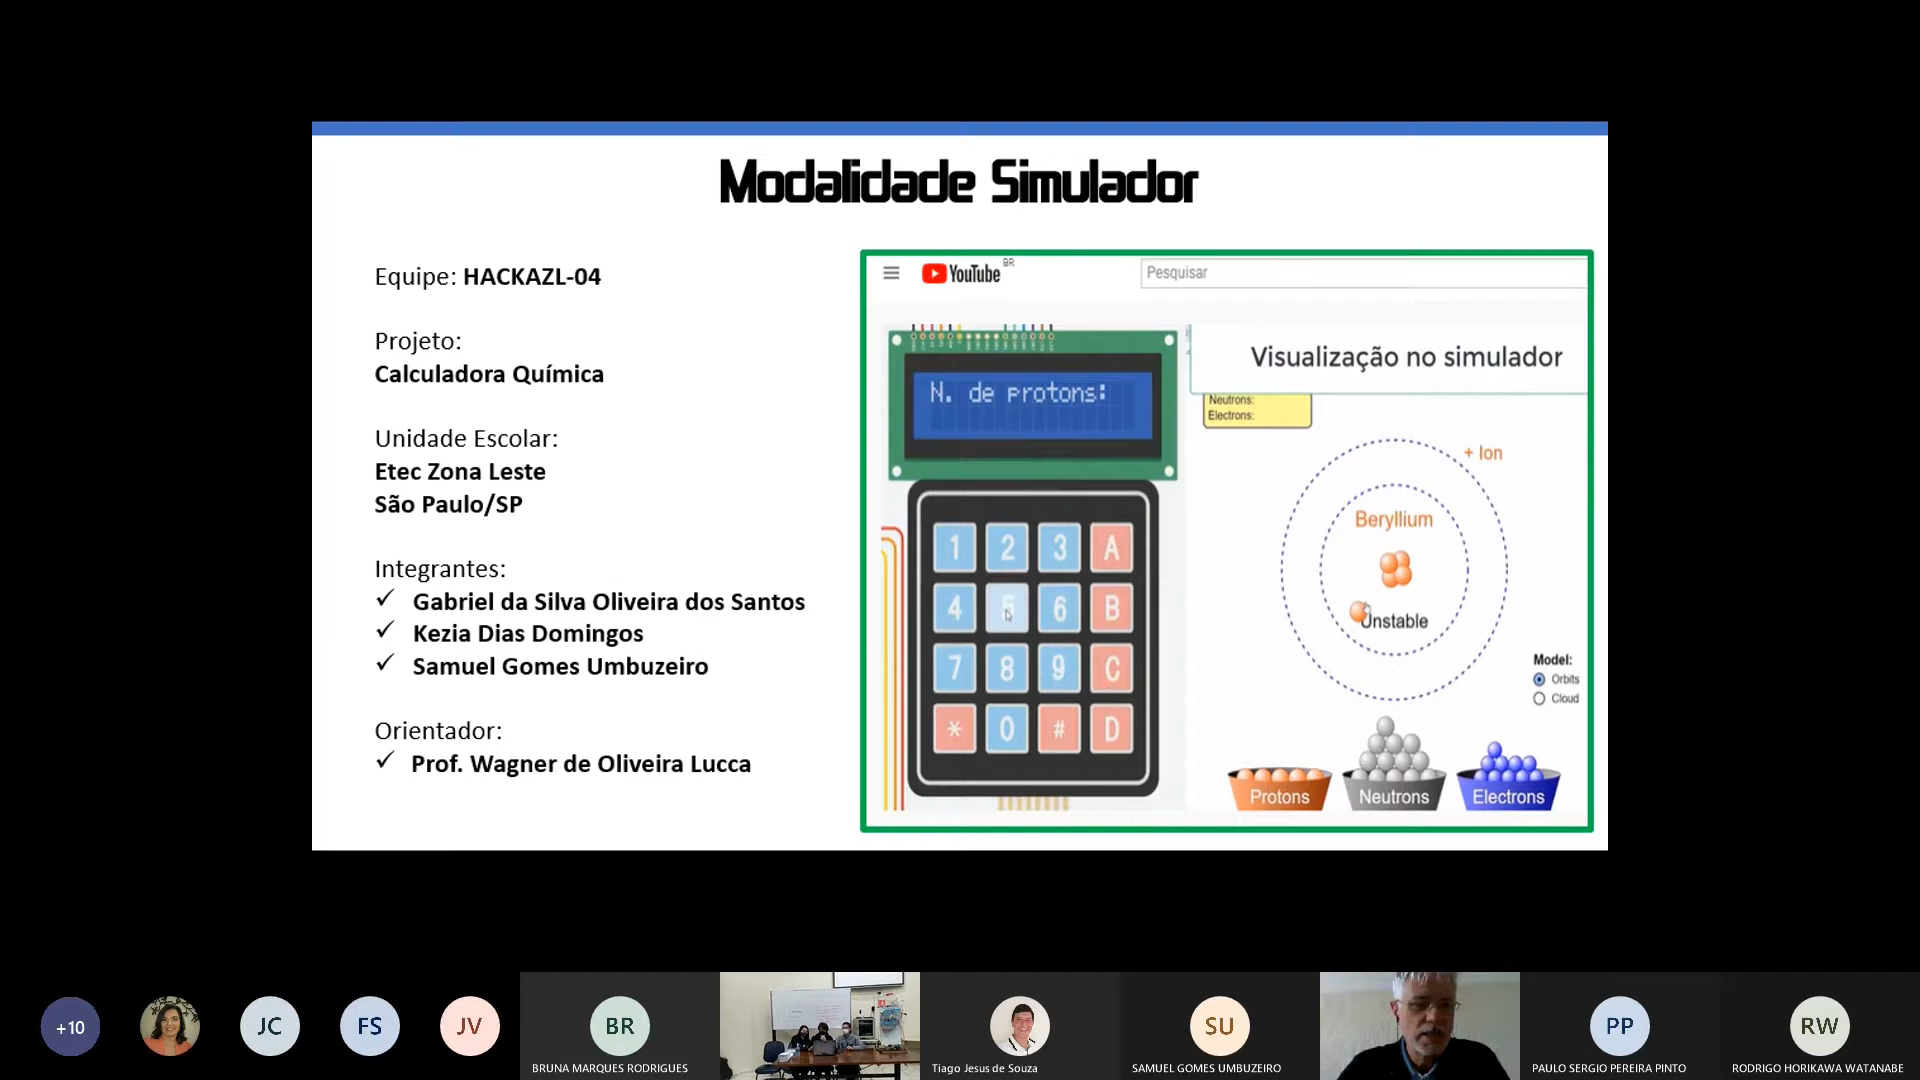 Modalidade Simulador
Equipe: HACKAZL-04
Projeto:
Calculadora Química
Unidade Escolar:
Etec Zona Leste
São Paulo/SP
Integrantes:
✓ Gabriel da Silva Oliveira dos Santos
✓ Kezia Dias Domingos
✓ Samuel Gomes Umbuzeiro
Orientador:
✓ Prof. Wagner de Oliveira Lucca
YouTube BR
Pesquisar
N. de protons:
1 2 3 A
4 5 6 B
7 8 9 C
* 0 # D
Visualização no simulador
Neutrons:
Electrons:
+ Ion
Beryllium
Unstable
Model:
Orbits
Cloud
Protons
Neutrons
Electrons
+10
JC
FS
JV
BR
BRUNA MARQUES RODRIGUES
Tiago Jesus de Souza
SU
SAMUEL GOMES UMBUZEIRO
PP
PAULO SERGIO PEREIRA PINTO
RW
RODRIGO HORIKAWA WATANABE